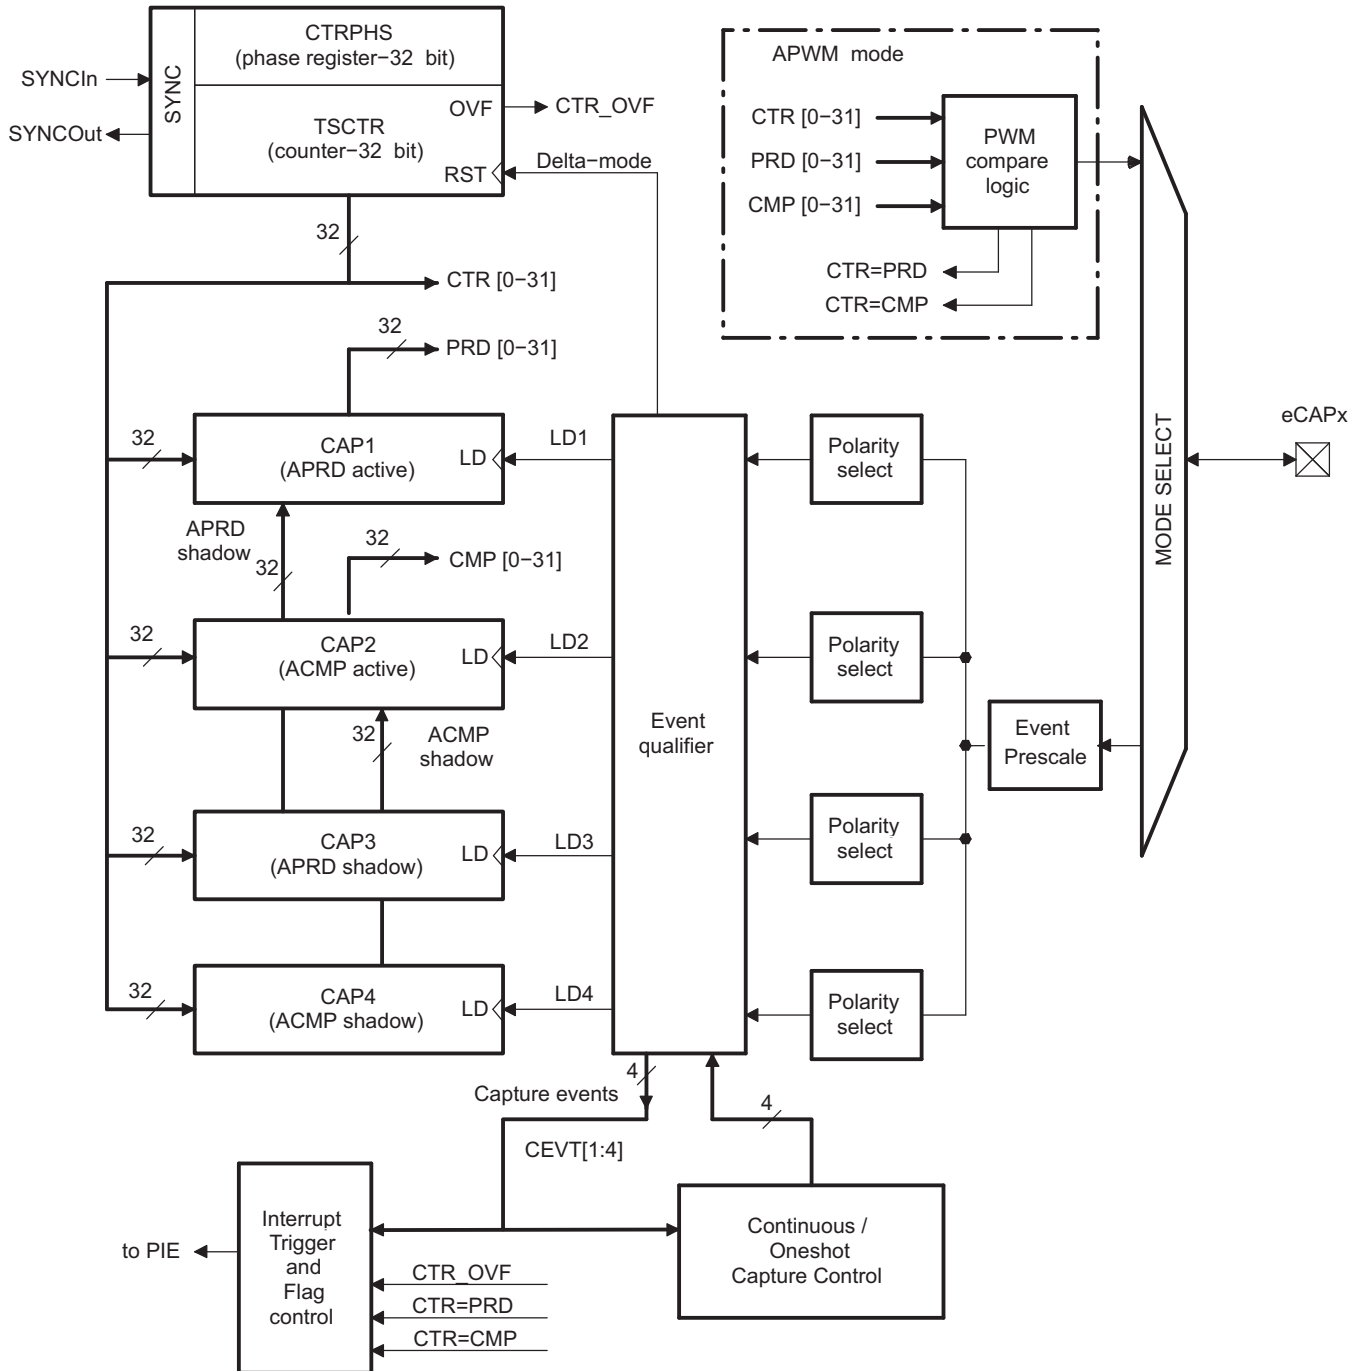 CTRPHS
(phase register−32 bit)
SYNC
SYNCIn
SYNCOut
OVF
CTR_OVF
TSCTR
(counter−32 bit)
RST
Delta−mode
32
CTR [0−31]
APWM mode
CTR [0−31]
PRD [0−31]
CMP [0−31]
PWM
compare
logic
CTR=PRD
CTR=CMP
32
PRD [0−31]
32
CAP1
(APRD active)
LD
LD1
Polarity
select
MODE SELECT
eCAPx
APRD
shadow
32
32
CMP [0−31]
32
CAP2
(ACMP active)
LD
LD2
Polarity
select
32
ACMP
shadow
Event
qualifier
Event
Prescale
32
CAP3
(APRD shadow)
LD
LD3
Polarity
select
32
CAP4
(ACMP shadow)
LD
LD4
Polarity
select
4
Capture events
4
CEVT[1:4]
Interrupt
Trigger
and
Flag
control
to PIE
CTR_OVF
CTR=PRD
CTR=CMP
Continuous /
Oneshot
Capture Control